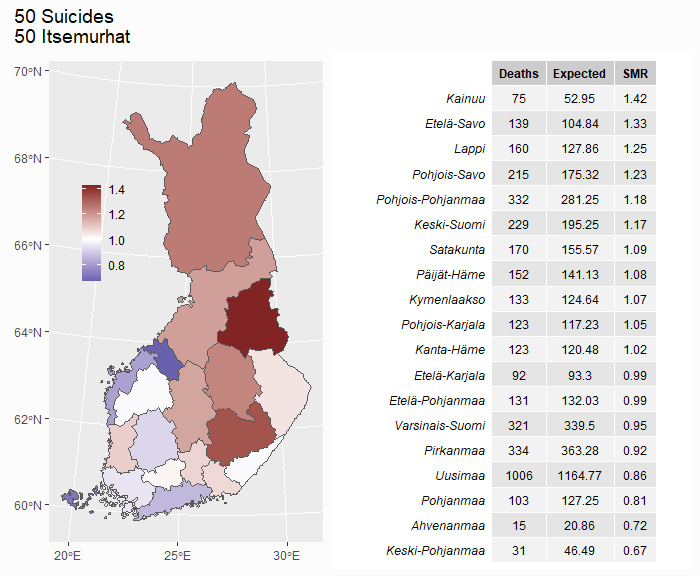 50 Suicides
50 Itsemurhat
70°N
68°N
66°N
64°N
62°N
60°N
20°E 25°E 30°E
1.4
1.2
1.0
0.8
Deaths Expected SMR
Kainuu 75 52.95 1.42
Etelä-Savo 139 104.84 1.33
Lappi 160 127.86 1.25
Pohjois-Savo 215 175.32 1.23
Pohjois-Pohjanmaa 332 281.25 1.18
Keski-Suomi 229 195.25 1.17
Satakunta 170 155.57 1.09
Päijät-Häme 152 141.13 1.08
Kymenlaakso 133 124.64 1.07
Pohjois-Karjala 123 117.23 1.05
Kanta-Häme 123 120.48 1.02
Etelä-Karjala 92 93.3 0.99
Etelä-Pohjanmaa 131 132.03 0.99
Varsinais-Suomi 321 339.5 0.95
Pirkanmaa 334 363.28 0.92
Uusimaa 1006 1164.77 0.86
Pohjanmaa 103 127.25 0.81
Ahvenanmaa 15 20.86 0.72
Keski-Pohjanmaa 31 46.49 0.67